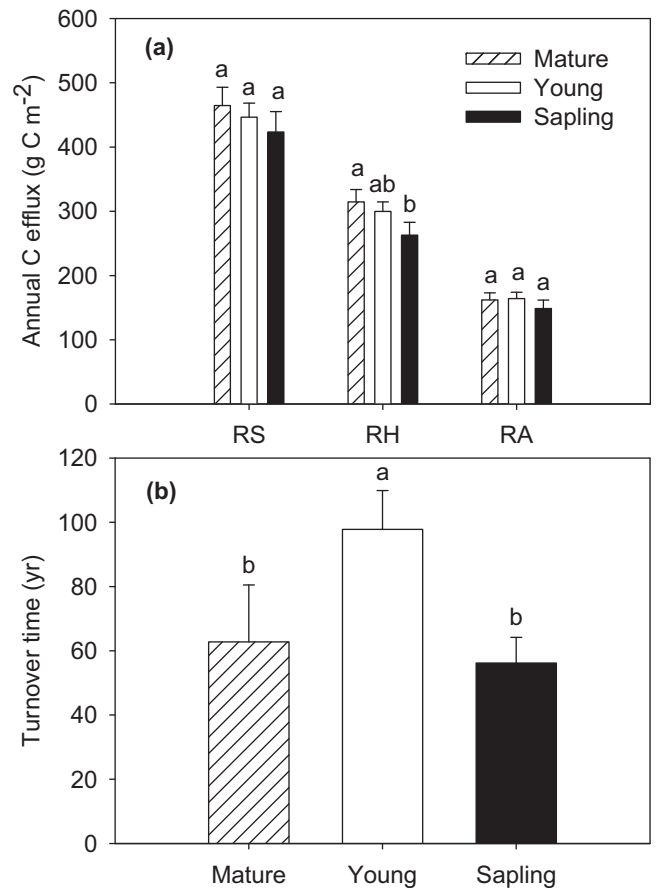 600
(a)
Mature
Young
Sapling
500
400
300
200
100
0
a a a
a ab b
a a a
Annual C efflux (g C m⁻²)
RS RH RA
120
(b)
100
80
60
40
20
0
b a b
Turnover time (yr)
Mature Young Sapling